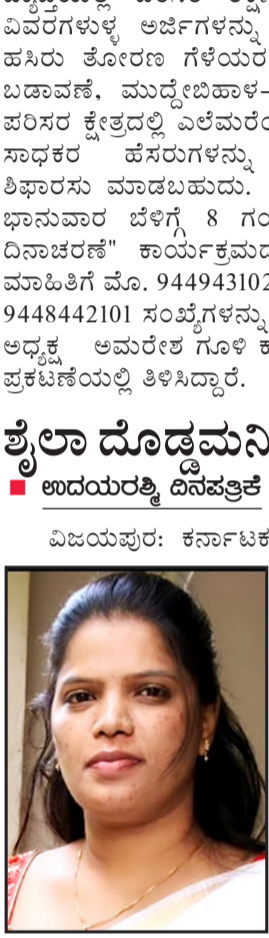 ವಿವರಗಳುಳ್ಳ ಅರ್ಜಿಗಳನ್ನು
ಹಸಿರು ತೋರಣ ಗೆಳೆಯರ
ಬಡಾವಣೆ, ಮುದ್ದೇಬಿಹಾಳ-
ಪರಿಸರ ಕ್ಷೇತ್ರದಲ್ಲಿ ಎಲೆಮರೆ
ಸಾಧಕರ ಹೆಸರುಗಳನ್ನು
ಶಿಫಾರಸು ಮಾಡಬಹುದು.
ಭಾನುವಾರ ಬೆಳಿಗ್ಗೆ 8 ಗಂ
ದಿನಾಚರಣೆ" ಕಾರ್ಯಕ್ರಮದ
ಮಾಹಿತಿಗೆ ಮೊ. 944943102
9448442101 ಸಂಖ್ಯೆಗಳನ್ನು
ಅಧ್ಯಕ್ಷ ಅಮರೇಶ ಗೂಳಿ ಕ
ಪ್ರಕಟಣೆಯಲ್ಲಿ ತಿಳಿಸಿದ್ದಾರೆ.
ಶೈಲಾ ದೊಡ್ಡಮನಿ
ಉದಯರಶ್ಮಿ ದಿನಪತ್ರಿಕೆ
ವಿಜಯಪುರ: ಕರ್ನಾಟಕ